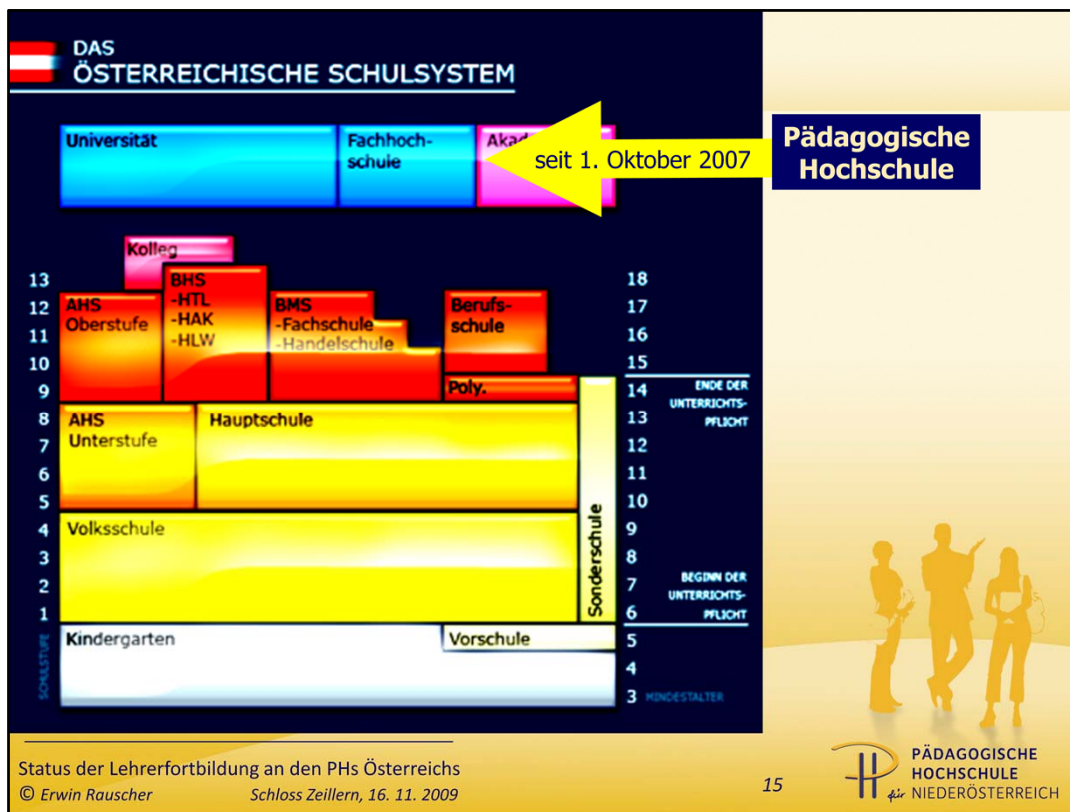 DAS
ÖSTERREICHISCHE SCHULSYSTEM
Universität
Fachhoch-
schule
seit 1. Oktober 2007
Pädagogische
Hochschule
Kolleg
13
12
11
10
9
8
7
6
5
4
3
2
1
SCHULSTUFE
AHS
Oberstufe
BHS
-HTL
-HAK
-HLW
BMS
-Fachschule
-Handelschule
Berufs-
schule
Poly.
AHS
Unterstufe
Hauptschule
Volksschule
Sonderschule
Kindergarten
Vorschule
18
17
16
15
14
13
12
11
10
9
8
7
6
5
4
3 MINDESTALTER
ENDE DER
UNTERRICHTS-
PFLICHT
BEGINN DER
UNTERRICHTS-
PFLICHT
Status der Lehrerfortbildung an den PHs Österreichs
© Erwin Rauscher Schloss Zeillern, 16. 11. 2009
15
PH
PÄDAGOGISCHE
HOCHSCHULE
für NIEDERÖSTERREICH